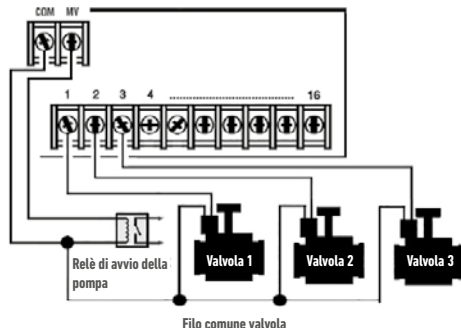 COM MV
1 2 3 4 ........................ 16
Relè di avvio della
pompa
Valvola 1
Valvola 2
Valvola 3
Filo comune valvola